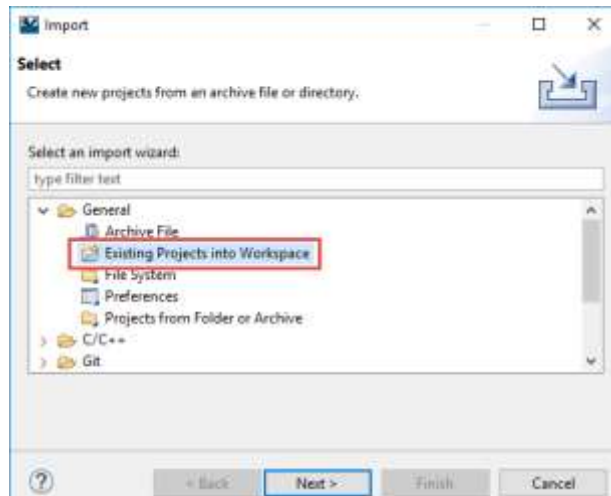 Import
Select
Create new projects from an archive file or directory.
Select an import wizard:
type filter text
General
Archive File
Existing Projects into Workspace
File System
Preferences
Projects from Folder or Archive
C/C++
Git
? < Back Next > Finish Cancel